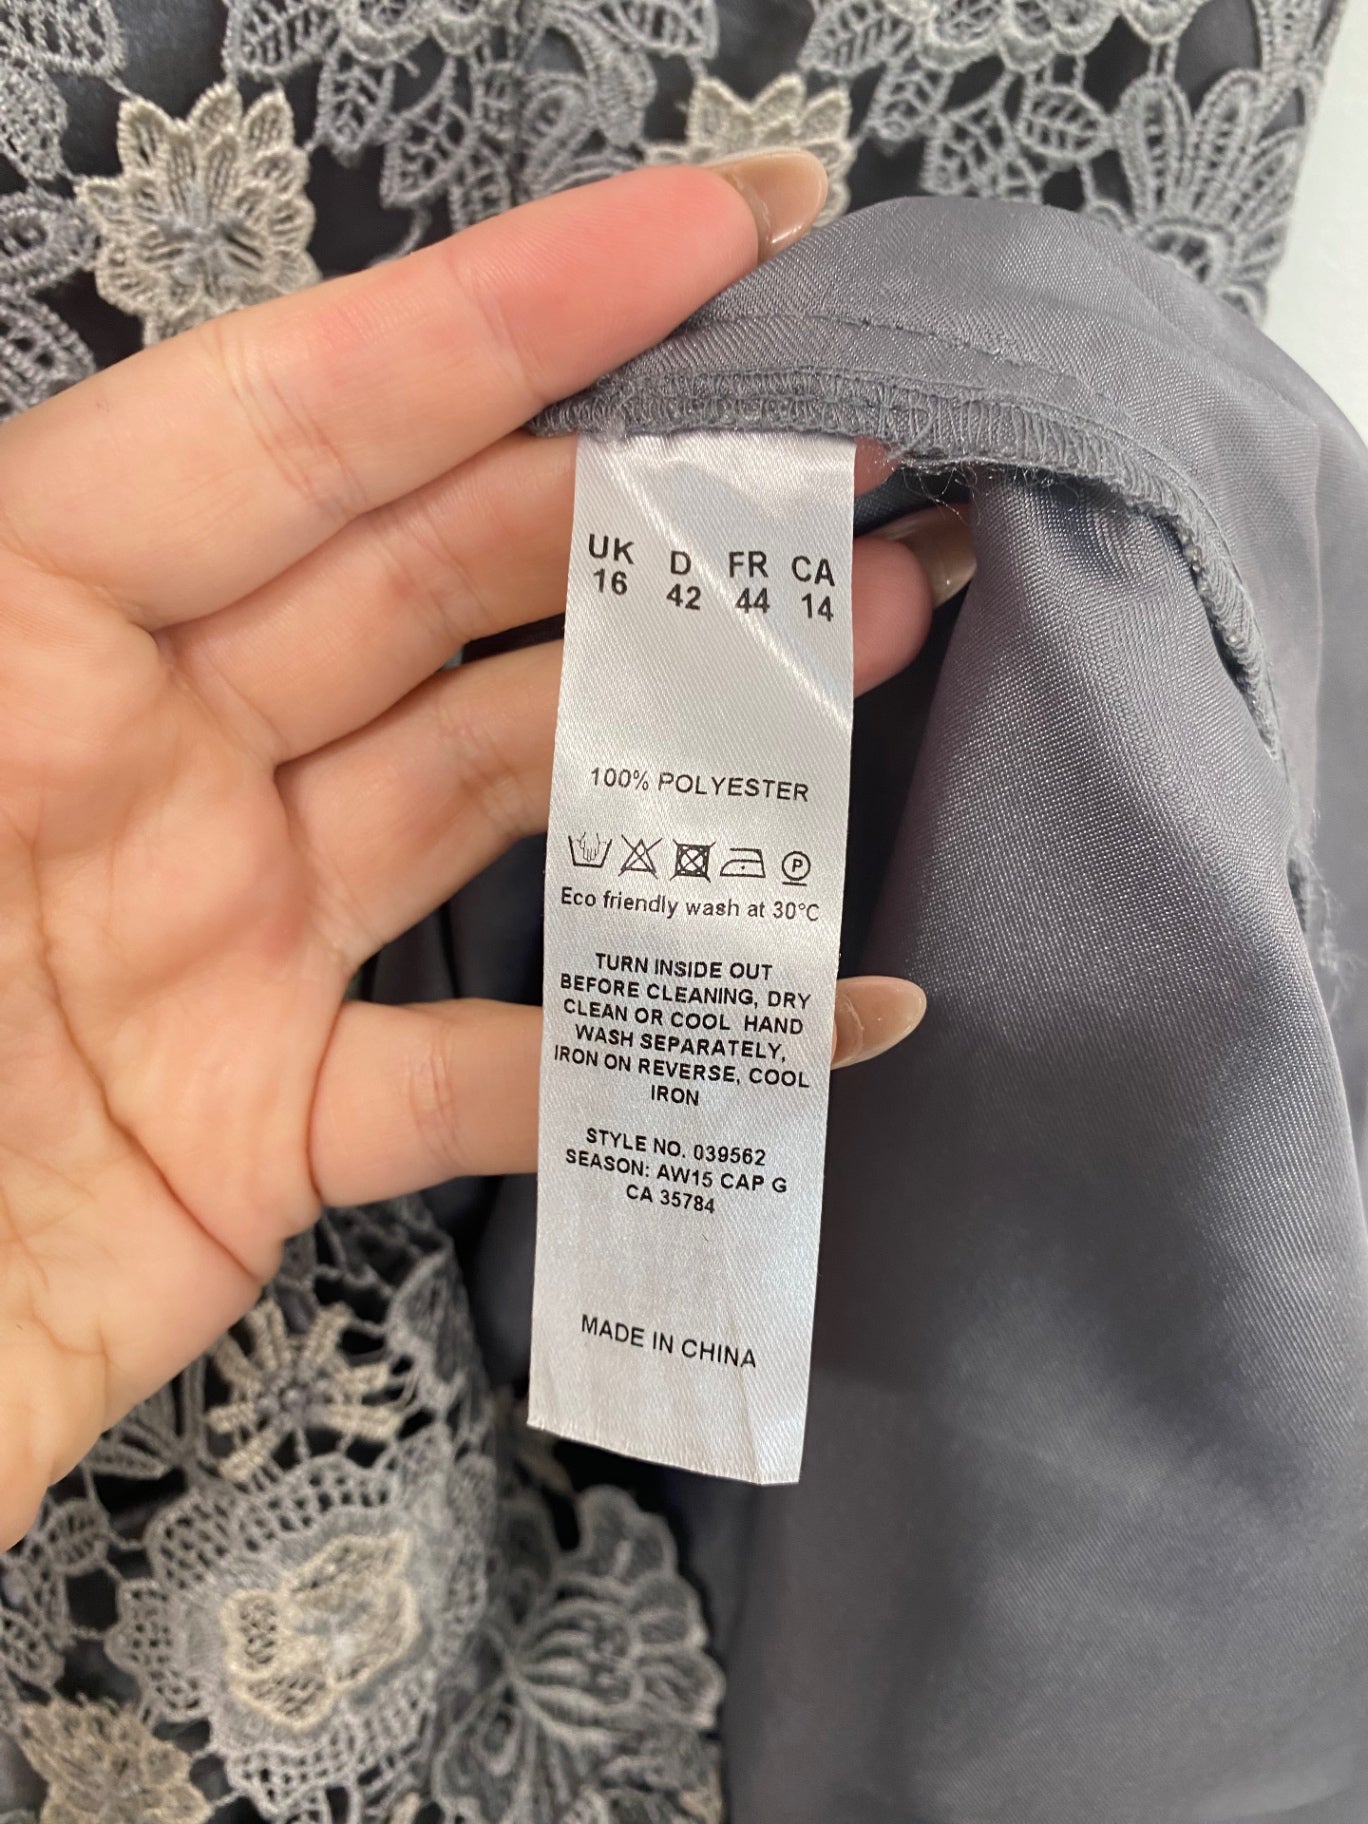 UK D FR CA
16 42 44 14
100% POLYESTER
P
Eco friendly wash at 30°C
TURN INSIDE OUT
BEFORE CLEANING, DRY
CLEAN OR COOL HAND
WASH SEPARATELY,
IRON ON REVERSE, COOL
IRON
STYLE NO. 039562
SEASON: AW15 CAP G
CA 35784
MADE IN CHINA